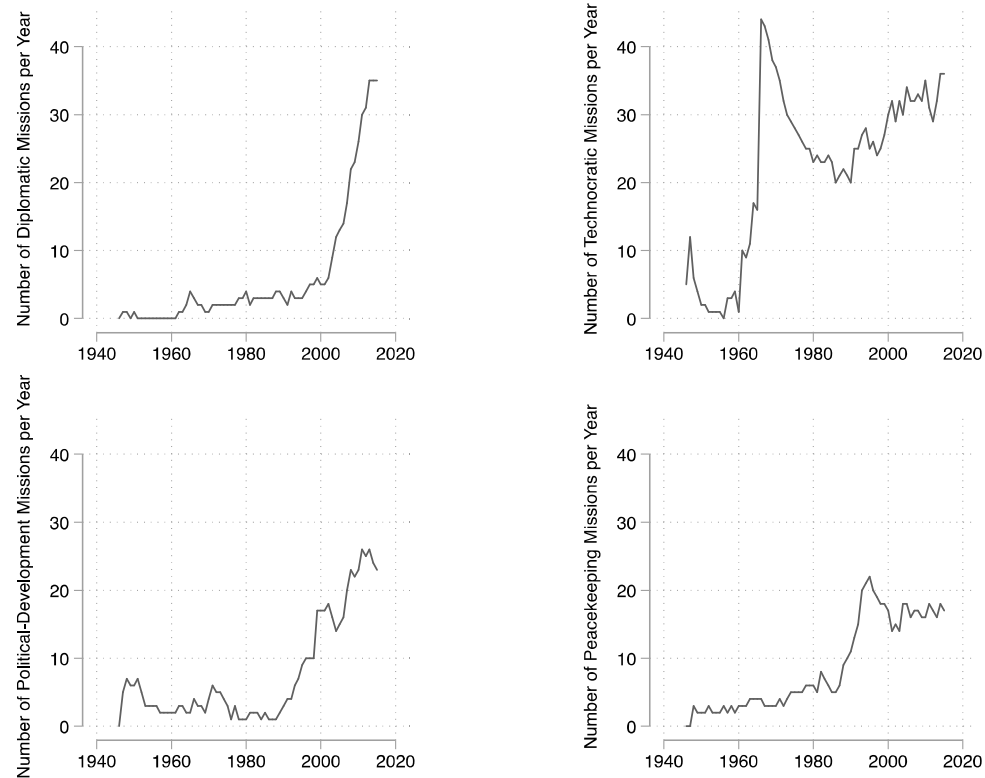 Number of Diplomatic Missions per Year
40
30
20
10
0
1940 1960 1980 2000 2020
Number of Technocratic Missions per Year
40
30
20
10
0
1940 1960 1980 2000 2020
Number of Political-Development Missions per Year
40
30
20
10
0
1940 1960 1980 2000 2020
Number of Peacekeeping Missions per Year
40
30
20
10
0
1940 1960 1980 2000 2020